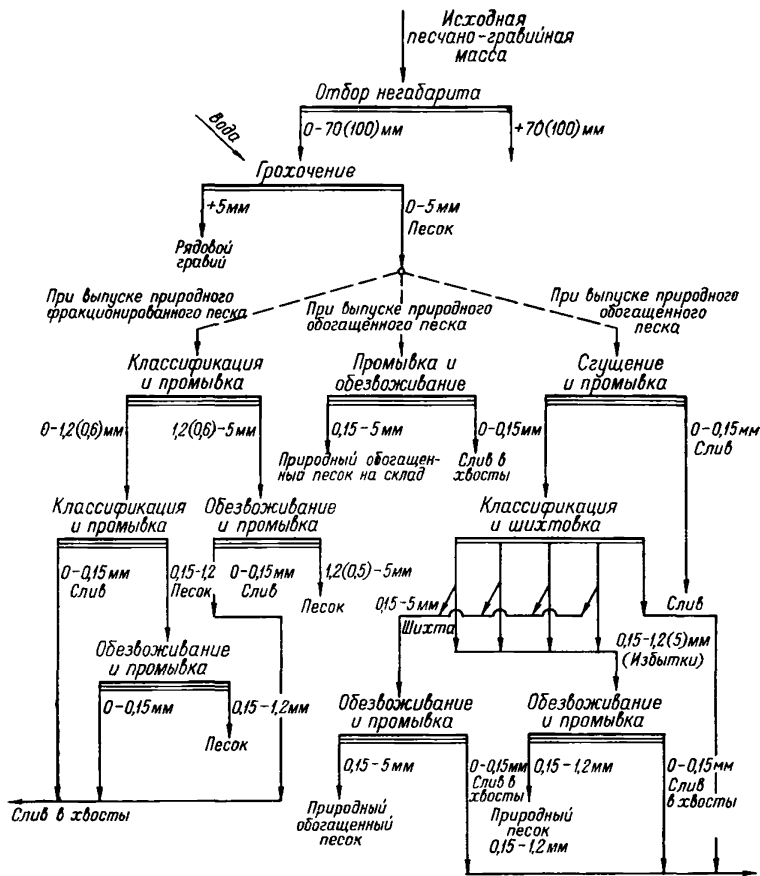 Исходная
песчано-гравийная
масса
Отбор негабарита
вода
0-70(100)мм
+70(100)мм
Грохочение
+5мм
0-5мм
Песок
Рядовой
гравий
При выпуске природного
фракционированного песка
При выпуске природного
обогащённого песка
При выпуске природного
обогащённого
песка
Классификация
и промывка
Промывка и
обезвоживание
Сгущение
и промывка
0-1,2(0,6)мм
1,2(0,6)-5мм
0,15-5мм
0-0,15мм
0-0,15мм
Слив
Природный обогащен-
ный песок на склад
Слив в
хвосты
Классификация
и промывка
Обезвоживание
и промывка
Классификация
и шихтовка
0-0,15мм
Слив
0,15-1,2
Песок
0-0,15мм
Слив
1,2(0,5)-5мм
Песок
0,15-5мм
Шихта
Слив
0,15-1,2(5)мм
(Избытки)
Обезвоживание
и промывка
0-0,15мм
0,15-1,2мм
Песок
Обезвоживание
и промывка
Обезвоживание
и промывка
0,15-5мм
0-0,15мм
Слив в
хвосты
0,15-1,2мм
0-0,15мм
Слив
в хвосты
Природный
обогащенный
песок
Природный
песок
0,15-1,2мм
Слив в хвосты